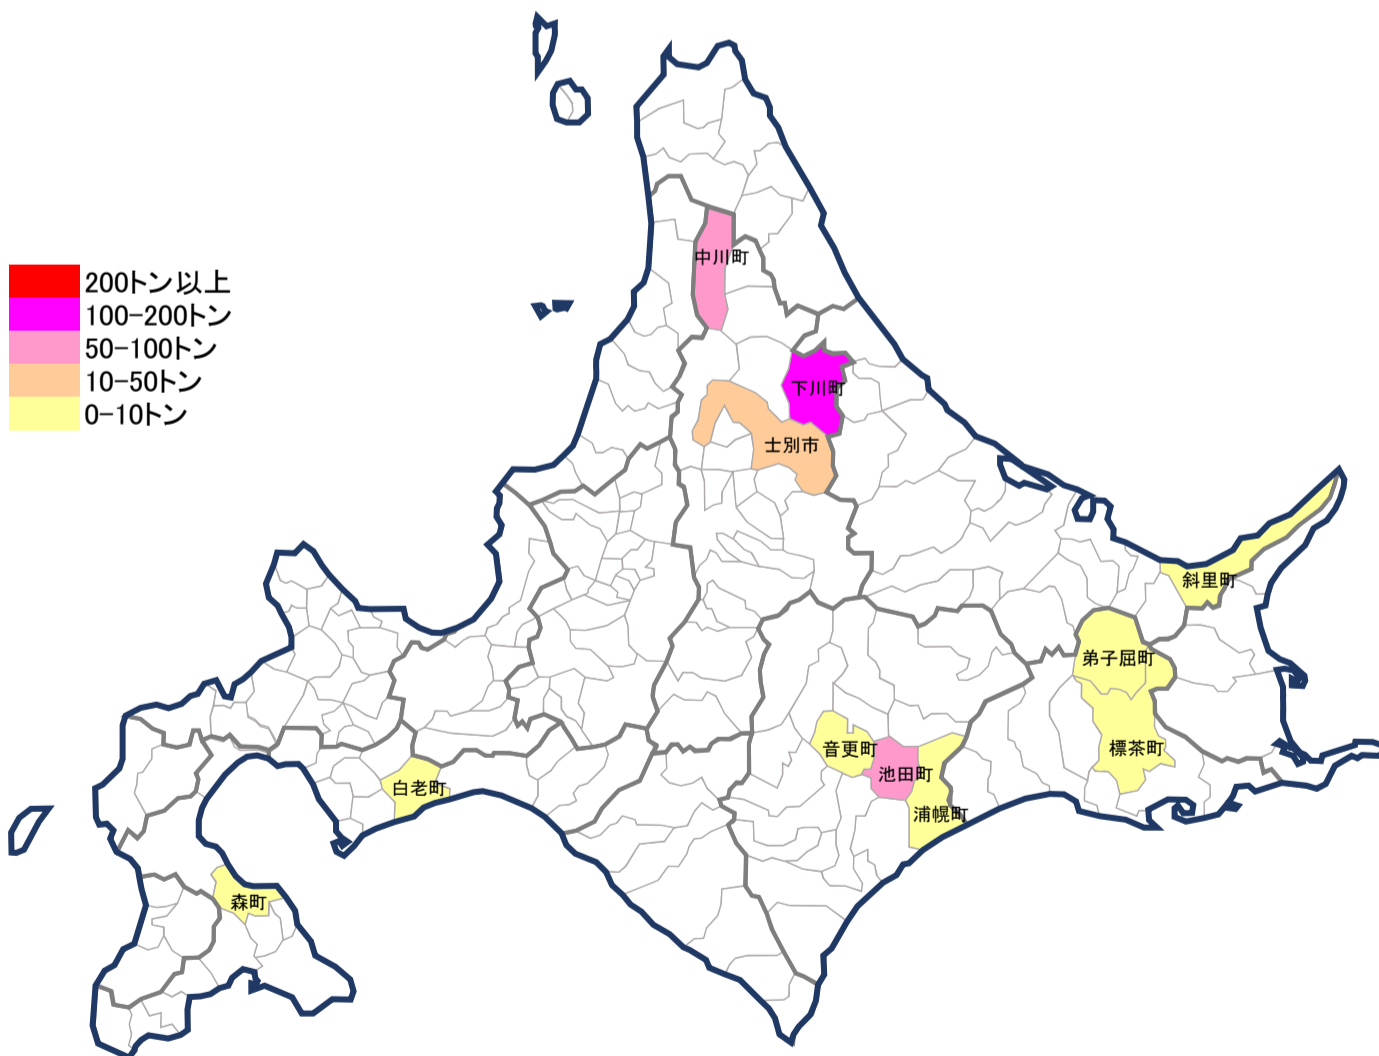 200トン以上
100-200トン
50-100トン
10-50トン
0-10トン
中川町
下川町
士別市
斜里町
弟子屈町
標茶町
音更町
池田町
浦幌町
白老町
森町